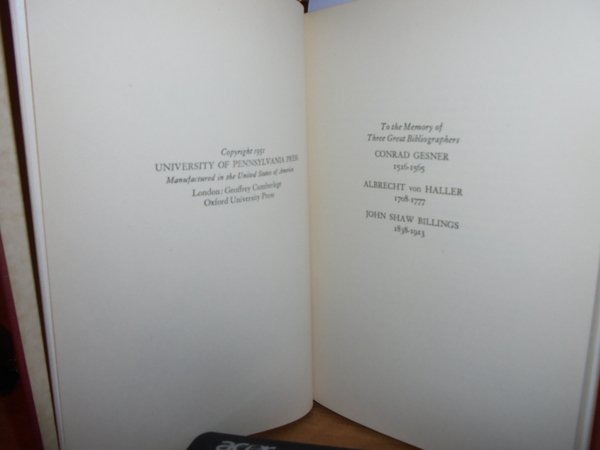 Copyright 1951
UNIVERSITY OF PENNSYLVANIA PRESS
Manufactured in the United States of America
London: Geoffrey Cumberlege
Oxford University Press
To the Memory of
Three Great Bibliographers
CONRAD GESNER
1516-1565
ALBRECHT von HALLER
1708-1777
JOHN SHAW BILLINGS
1838-1913
acer